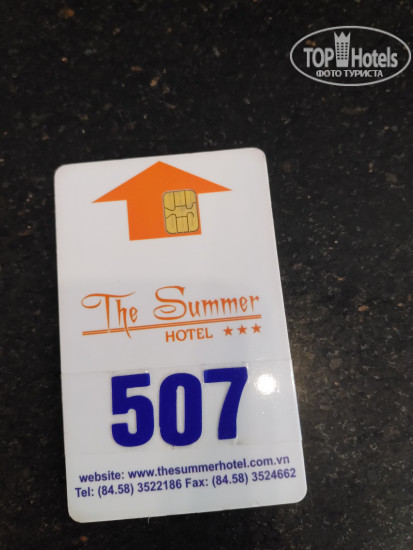 TOP Hotels
ФОТО ТУРИСТА
The Summer
HOTEL ★★★
507
website: www.thesummerhotel.com.vn
Tel: (84.58) 3522186 Fax: (84.58) 3524662